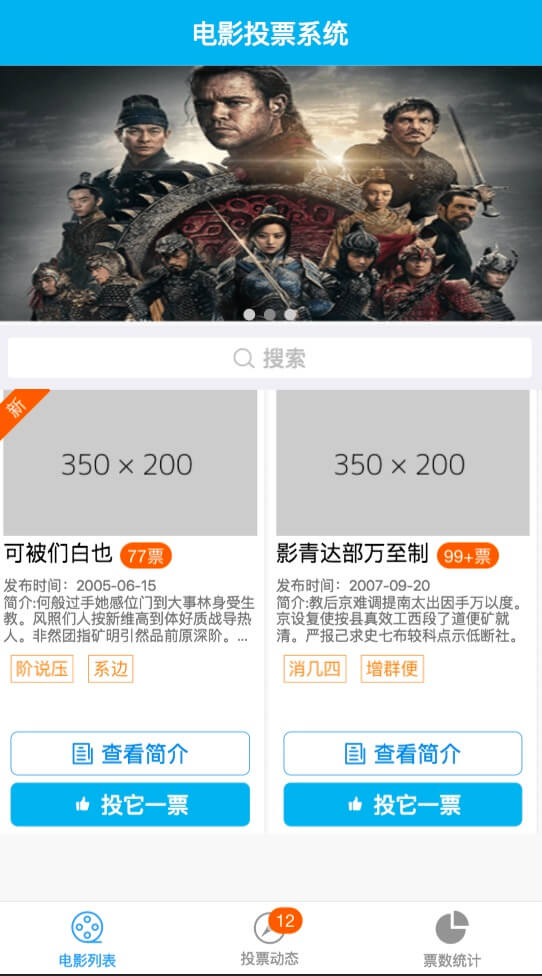 电影投票系统
搜索
新
350 × 200
350 × 200
可被们白也 77票
影青达部万至制 99+票
发布时间：2005-06-15
简介:何般过手她感位门到大事林身受生
教。风照们人按新维高到体好质战导热
人。非然团指矿明引然品前原深阶。...
发布时间：2007-09-20
简介:教后京难调提南太出因手万以度。
京设复使按县真效工西段了道便矿就
清。严报己求史七布较科点示低断社。
阶说压 系边
消几四 增群便
查看简介
查看简介
投它一票
投它一票
12
电影列表
投票动态
票数统计